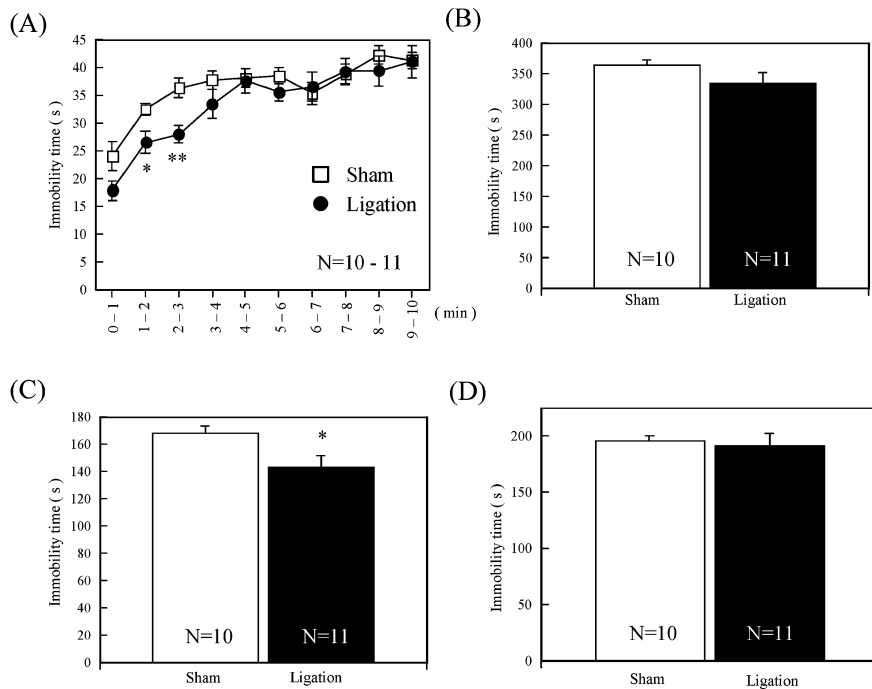 (A)
45
40
35
30
25
20
15
10
5
0
Immobility time ( s )
*
**
Sham
Ligation
N=10 - 11
0 – 1
1 – 2
2 – 3
3 – 4
4 – 5
5 – 6
6 – 7
7 – 8
8 – 9
9 – 10
( min )
(B)
400
350
300
250
200
150
100
50
0
Immobility time ( s )
N=10
N=11
Sham
Ligation
(C)
180
160
140
120
100
80
60
40
20
0
Immobility time ( s )
*
N=10
N=11
Sham
Ligation
(D)
200
150
200
50
0
Immobility time ( s )
N=10
N=11
Sham
Ligation